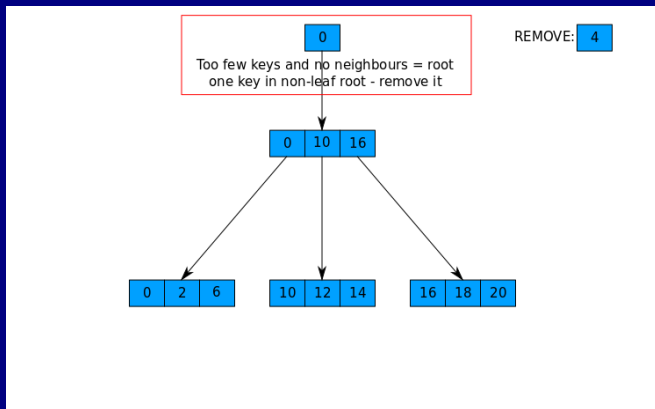 0
REMOVE: 4
Too few keys and no neighbours = root
one key in non-leaf root - remove it
0 10 16
0 2 6 10 12 14 16 18 20